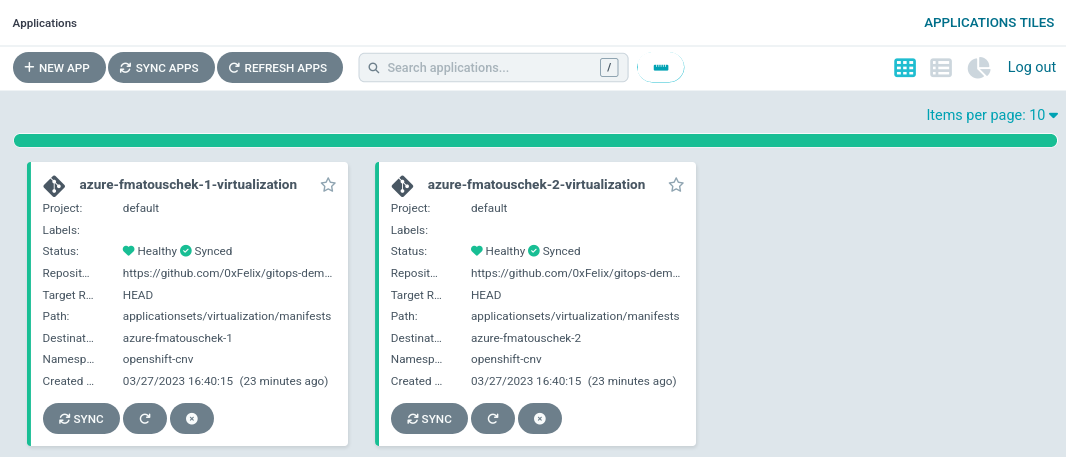 Applications
APPLICATIONS TILES
NEW APP
SYNC APPS
REFRESH APPS
Search applications...
/
Log out
Items per page: 10
azure-fmatouschek-1-virtualization
Project: default
Labels:
Status: Healthy Synced
Reposit... https://github.com/0xFelix/gitops-dem...
Target R... HEAD
Path: applicationsets/virtualization/manifests
Destinat... azure-fmatouschek-1
Namesp... openshift-cnv
Created ... 03/27/2023 16:40:15 (23 minutes ago)
SYNC
azure-fmatouschek-2-virtualization
Project: default
Labels:
Status: Healthy Synced
Reposit... https://github.com/0xFelix/gitops-dem...
Target R... HEAD
Path: applicationsets/virtualization/manifests
Destinat... azure-fmatouschek-2
Namesp... openshift-cnv
Created ... 03/27/2023 16:40:15 (23 minutes ago)
SYNC